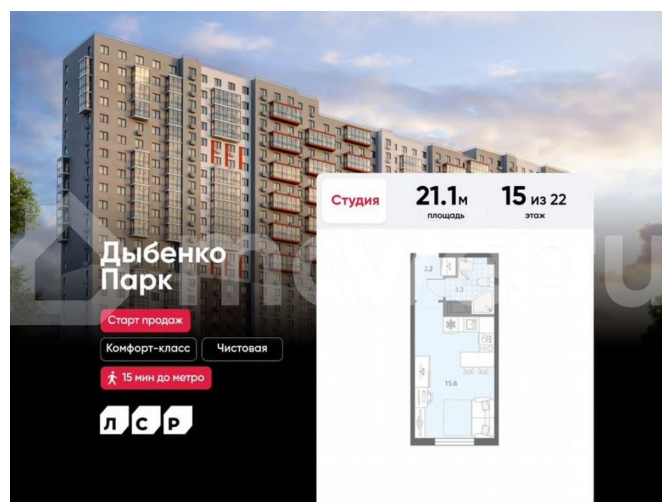 Дыбенко
Парк
Старт продаж
Комфорт-класс
Чистовая
15 мин до метро
ЛСР
Студия
21.1м
площадь
15 из 22
этаж
2.2
3.3
15.6